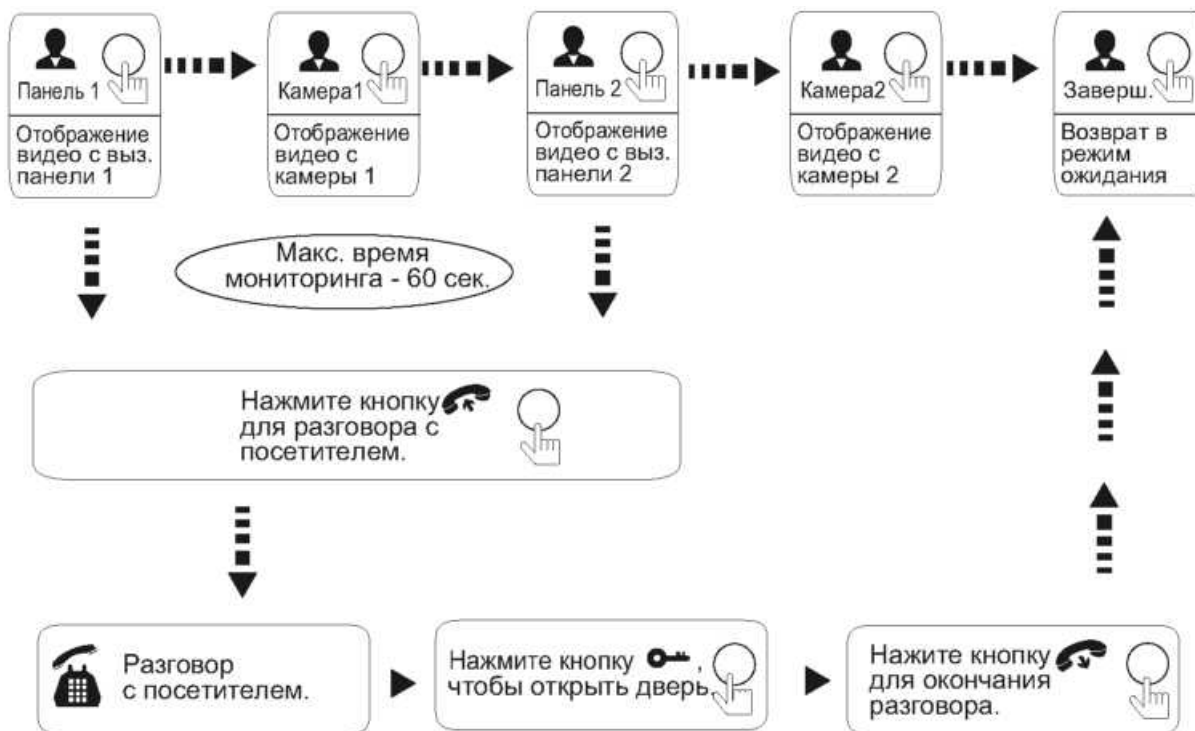 Панель 1
Отображение
видео с выз.
панели 1
Камера1
Отображение
видео с
камеры 1
Панель 2
Отображение
видео с выз.
панели 2
Камера2
Отображение
видео с
камеры 2
Заверш.
Возврат в
режим
ожидания
Макс. время
мониторинга - 60 сек.
Нажмите кнопку
для разговора с
посетителем.
Разговор
с посетителем.
Нажмите кнопку ,
чтобы открыть дверь.
Нажите кнопку
для окончания
разговора.